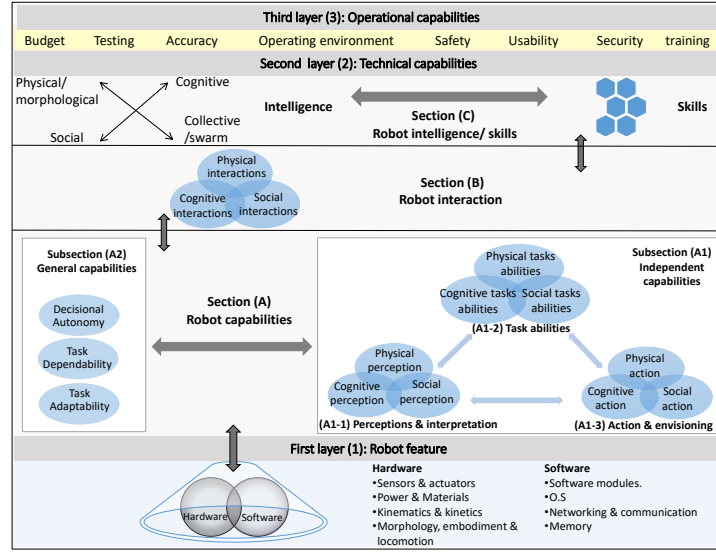 Third layer (3): Operational capabilities
Budget Testing Accuracy Operating environment Safety Usability Security training
Second layer (2): Technical capabilities
Physical/
morphological
Cognitive
Social
Collective
/swarm
Intelligence
Section (C)
Robot intelligence/ skills
Skills
Physical
interactions
Cognitive
interactions
Social
interactions
Section (B)
Robot interaction
Subsection (A2)
General capabilities
Decisional
Autonomy
Task
Dependability
Task
Adaptability
Section (A)
Robot capabilities
Subsection (A1)
Independent
capabilities
Physical tasks
abilities
Cognitive tasks
abilities
Social tasks
abilities
(A1-2) Task abilities
Physical
perception
Cognitive
perception
Social
perception
(A1-1) Perceptions & interpretation
Physical
action
Cognitive
action
Social
action
(A1-3) Action & envisioning
First layer (1): Robot feature
Hardware
Software
Hardware
•Sensors & actuators
•Power & Materials
•Kinematics & kinetics
•Morphology, embodiment &
locomotion
Software
•Software modules.
•O.S
•Networking & communication
•Memory